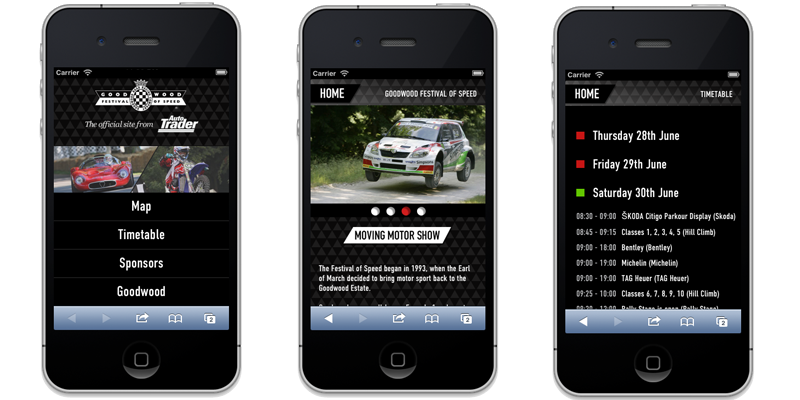 Carrier
GOODWOOD
FESTIVAL OF SPEED
The official site from Auto Trader
Map
Timetable
Sponsors
Goodwood
2
Carrier
HOME
GOODWOOD FESTIVAL OF SPEED
MOVING MOTOR SHOW
The Festival of Speed began in 1993, when the Earl
of March decided to bring motor sport back to the
Goodwood Estate.
2
Carrier
HOME
TIMETABLE
Thursday 28th June
Friday 29th June
Saturday 30th June
08:30 - 09:00 ŠKODA Citigo Parkour Display (Skoda)
08:45 - 09:15 Classes 1, 2, 3, 4, 5 (Hill Climb)
09:00 - 18:00 Bentley (Bentley)
09:00 - 19:00 Michelin (Michelin)
09:00 - 19:00 TAG Heuer (TAG Heuer)
09:25 - 10:00 Classes 6, 7, 8, 9, 10 (Hill Climb)
2